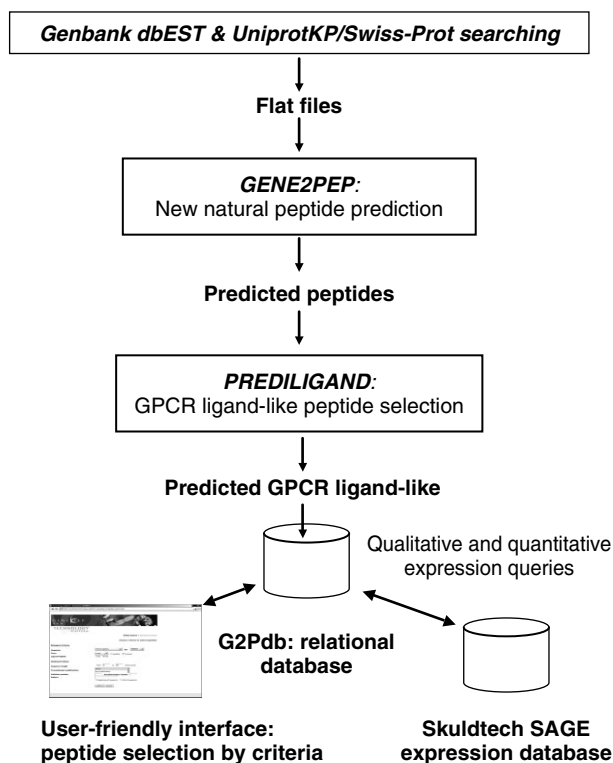 Genbank dbEST & UniprotKP/Swiss-Prot searching
Flat files
GENE2PEP:
New natural peptide prediction
Predicted peptides
PREDILIGAND:
GPCR ligand-like peptide selection
Predicted GPCR ligand-like
Qualitative and quantitative
expression queries
G2Pdb: relational
database
User-friendly interface:
peptide selection by criteria
Skuldtech SAGE
expression database